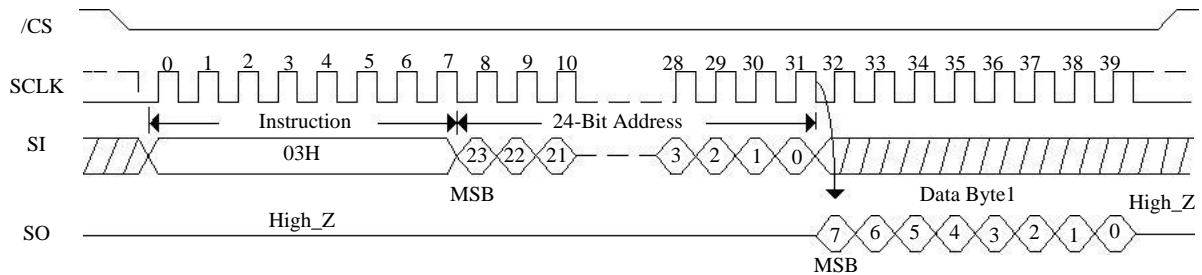 /CS
0 1 2 3 4 5 6 7 8 9 10 28 29 30 31 32 33 34 35 36 37 38 39
SCLK
Instruction 24-Bit Address
SI 03H 23 22 21 3 2 1 0
MSB Data Byte1 High_Z
High_Z
SO 7 6 5 4 3 2 1 0
MSB